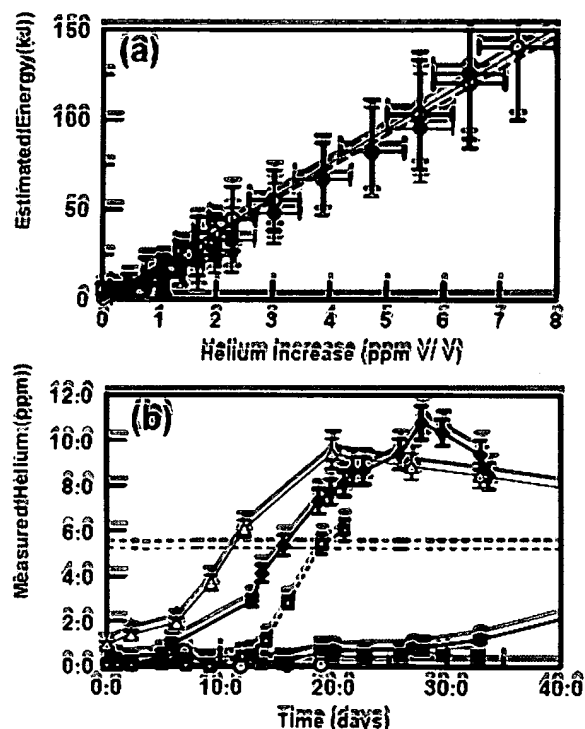 (a)
Estimated Energy (kJ)
150
100
50
0
0 1 2 3 4 5 6 7 8
Helium Increase (ppm V/V)
(b)
Measured Helium (ppm)
12.0
10.0
8.0
6.0
4.0
2.0
0.0
0.0 10.0 20.0 30.0 40.0
Time (days)